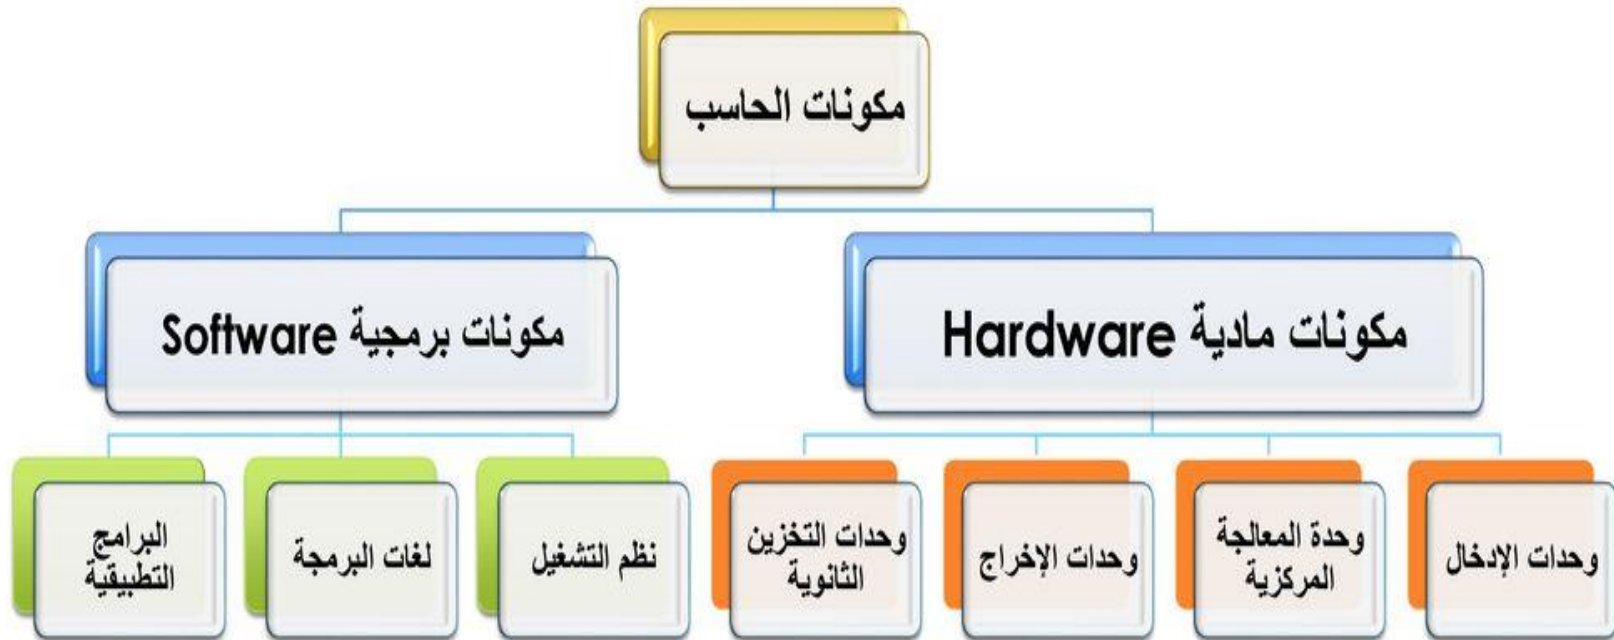 مكونات الحاسب
مكونات مادية Hardware
مكونات برمجية Software
وحدات الإدخال
وحدة المعالجة
المركزية
وحدات الإخراج
وحدات التخزين
الثانوية
نظم التشغيل
لغات البرمجة
البرامج
التطبيقية